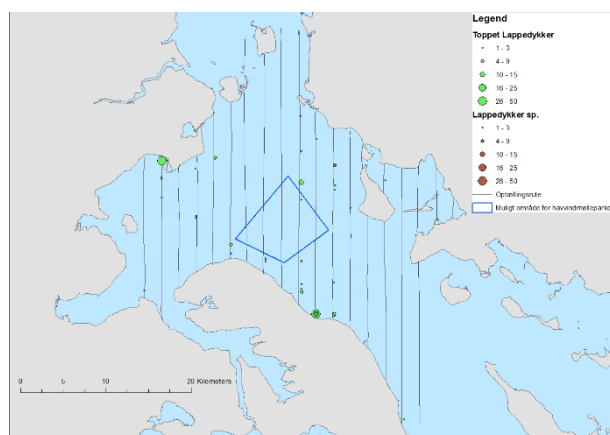 Legend
Toppet Lappedykker
1 - 3
4 - 9
10 - 15
16 - 25
26 - 50
Lappedykker sp.
1 - 3
4 - 9
10 - 15
16 - 25
26 - 50
Optællingsrute
Muligt område for havvindmølleparke
0 5 10 20 Kilometers